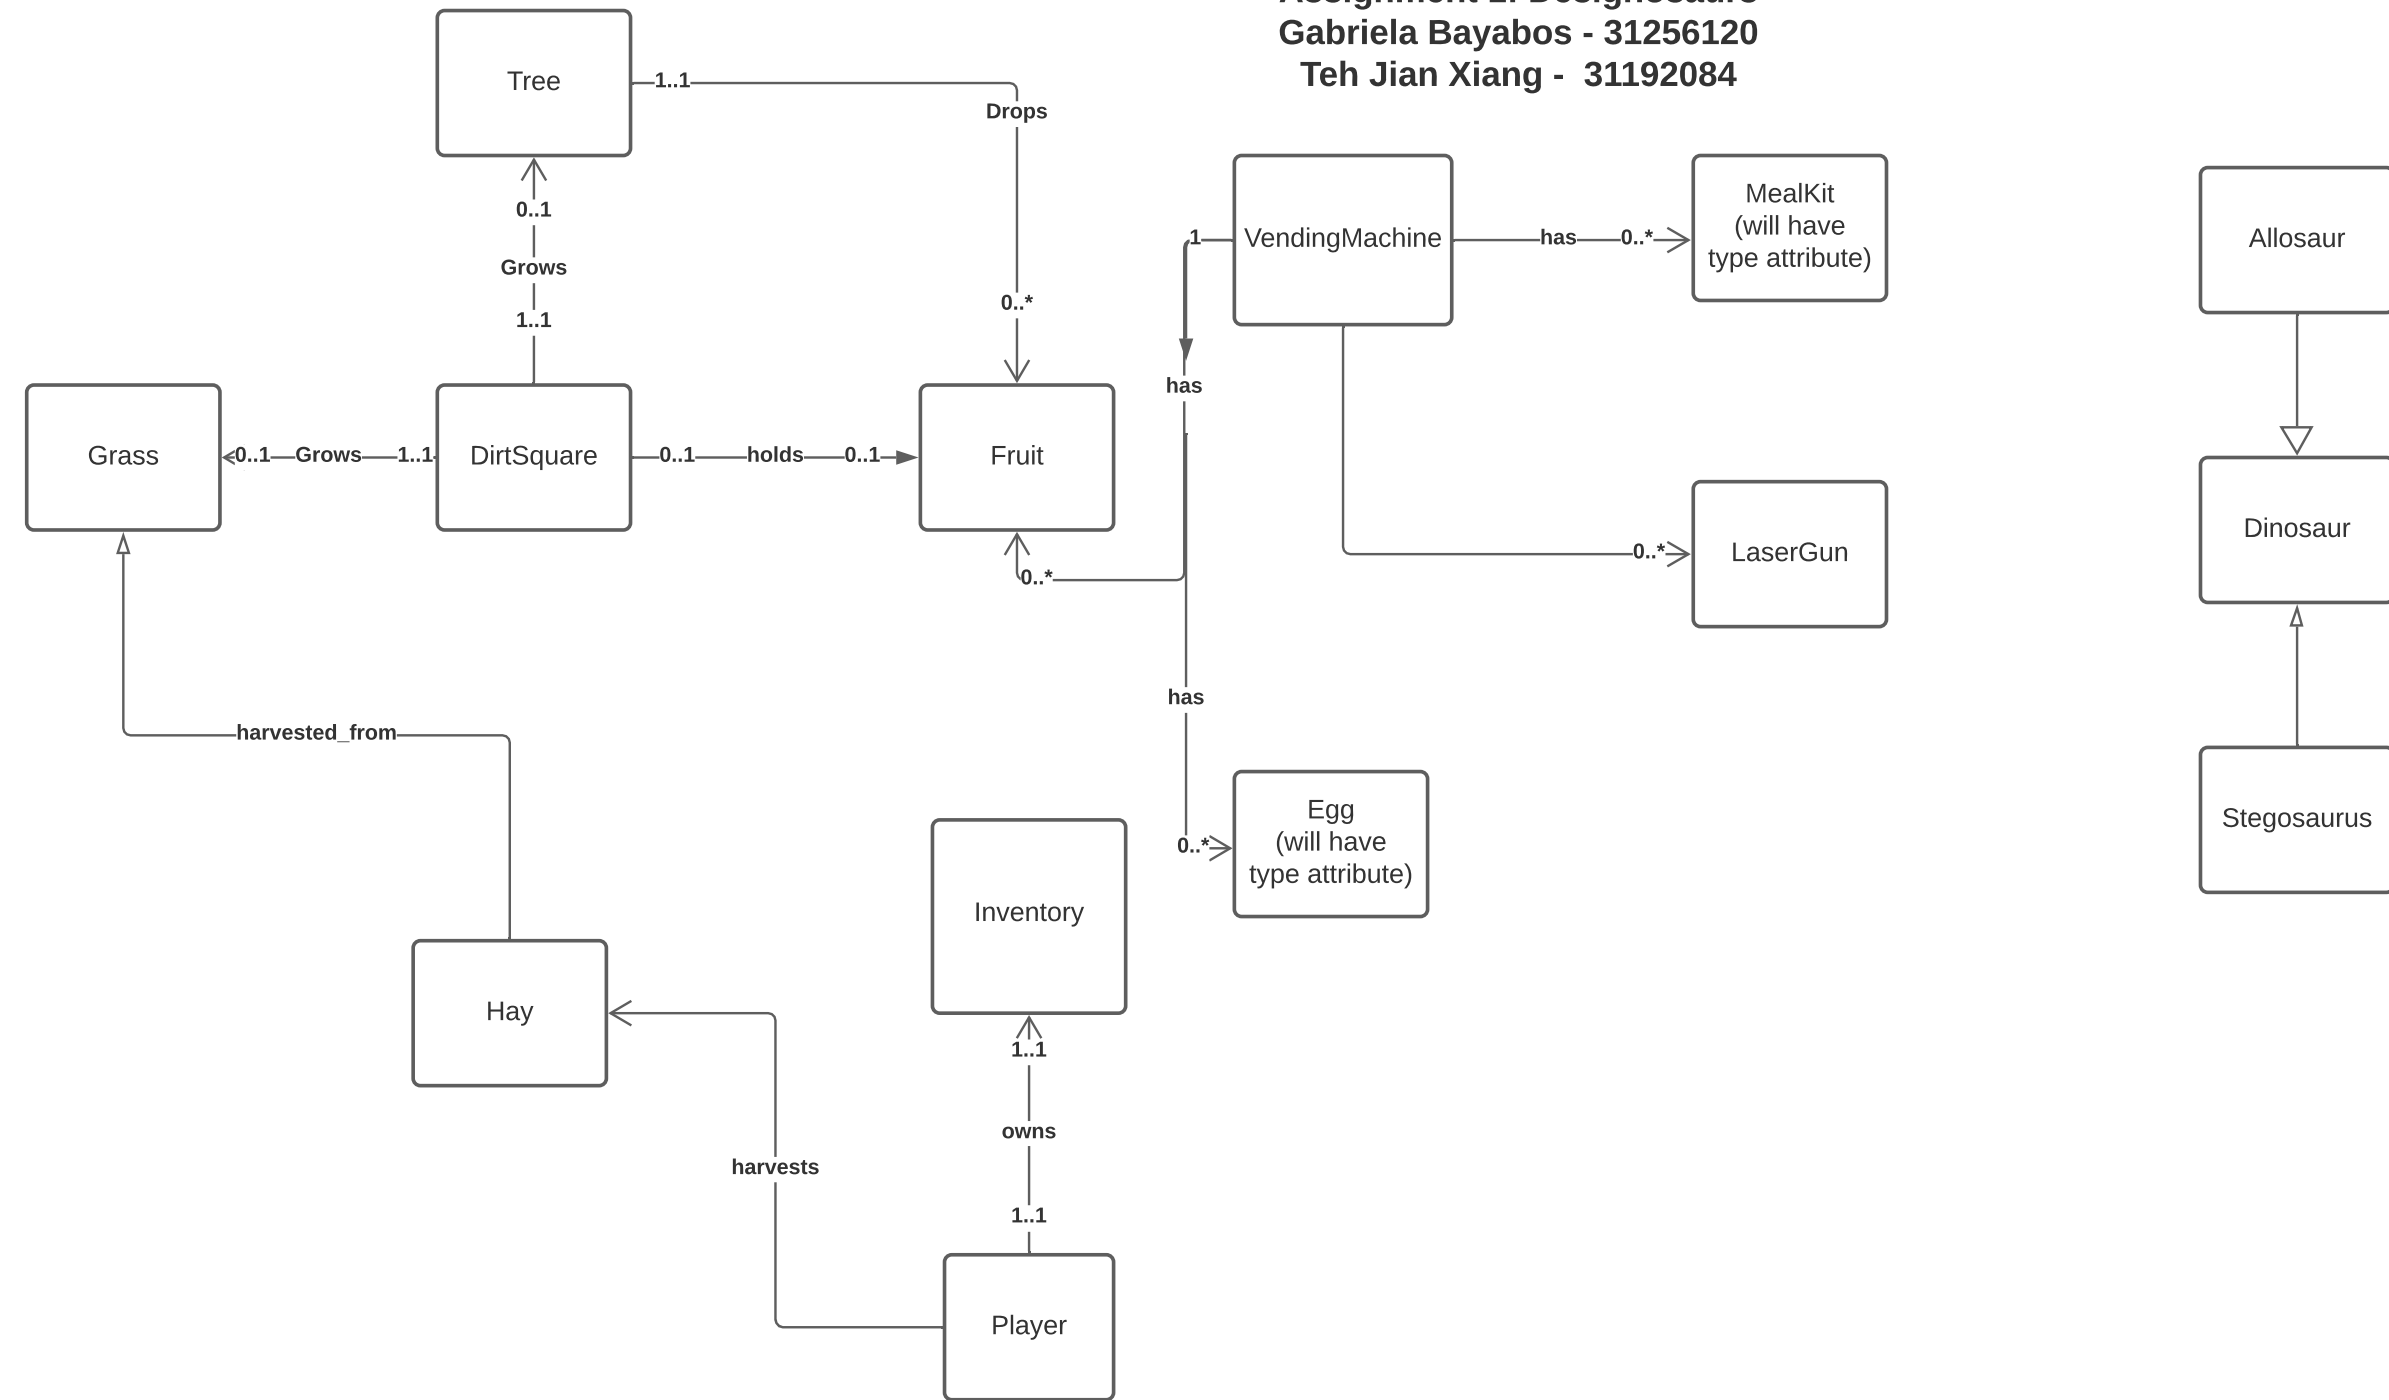 Gabriela Bayabos - 31256120
Teh Jian Xiang - 31192084
Tree
1..1
Drops
0..1
Grows
1..1
0..*
VendingMachine
1
has
0..*
MealKit
(will have
type attribute)
Allosaur
has
Grass
0..1
Grows
1..1
DirtSquare
0..1
holds
0..1
Fruit
0..*
0..*
LaserGun
Dinosaur
has
harvested_from
0..*
Egg
(will have
type attribute)
Stegosaurus
Inventory
Hay
1..1
owns
harvests
1..1
Player